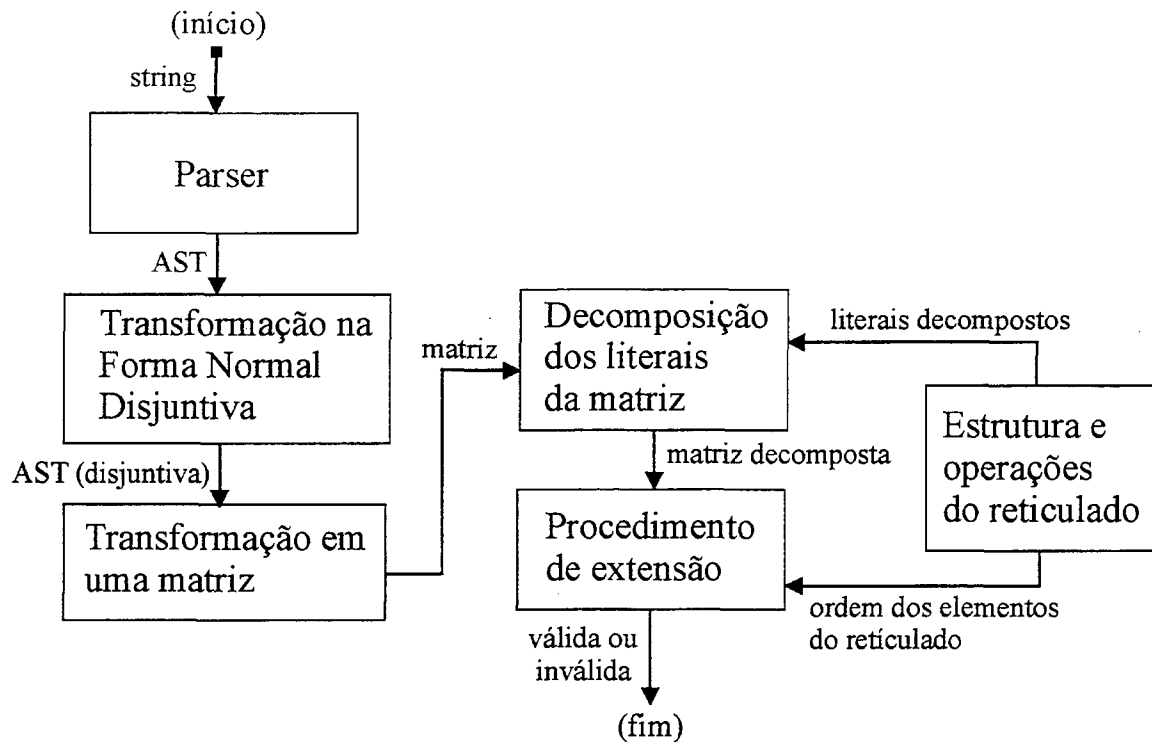 (início)
string
Parser
AST
Transformação na
Forma Normal
Disjuntiva
AST (disjuntiva)
Transformação em
uma matriz
matriz
Decomposição
dos literais
da matriz
matriz decomposta
Procedimento
de extensão
válida ou
inválida
(fim)
literais decompostos
Estrutura e
operações
do reticulado
ordem dos elementos
do retículado